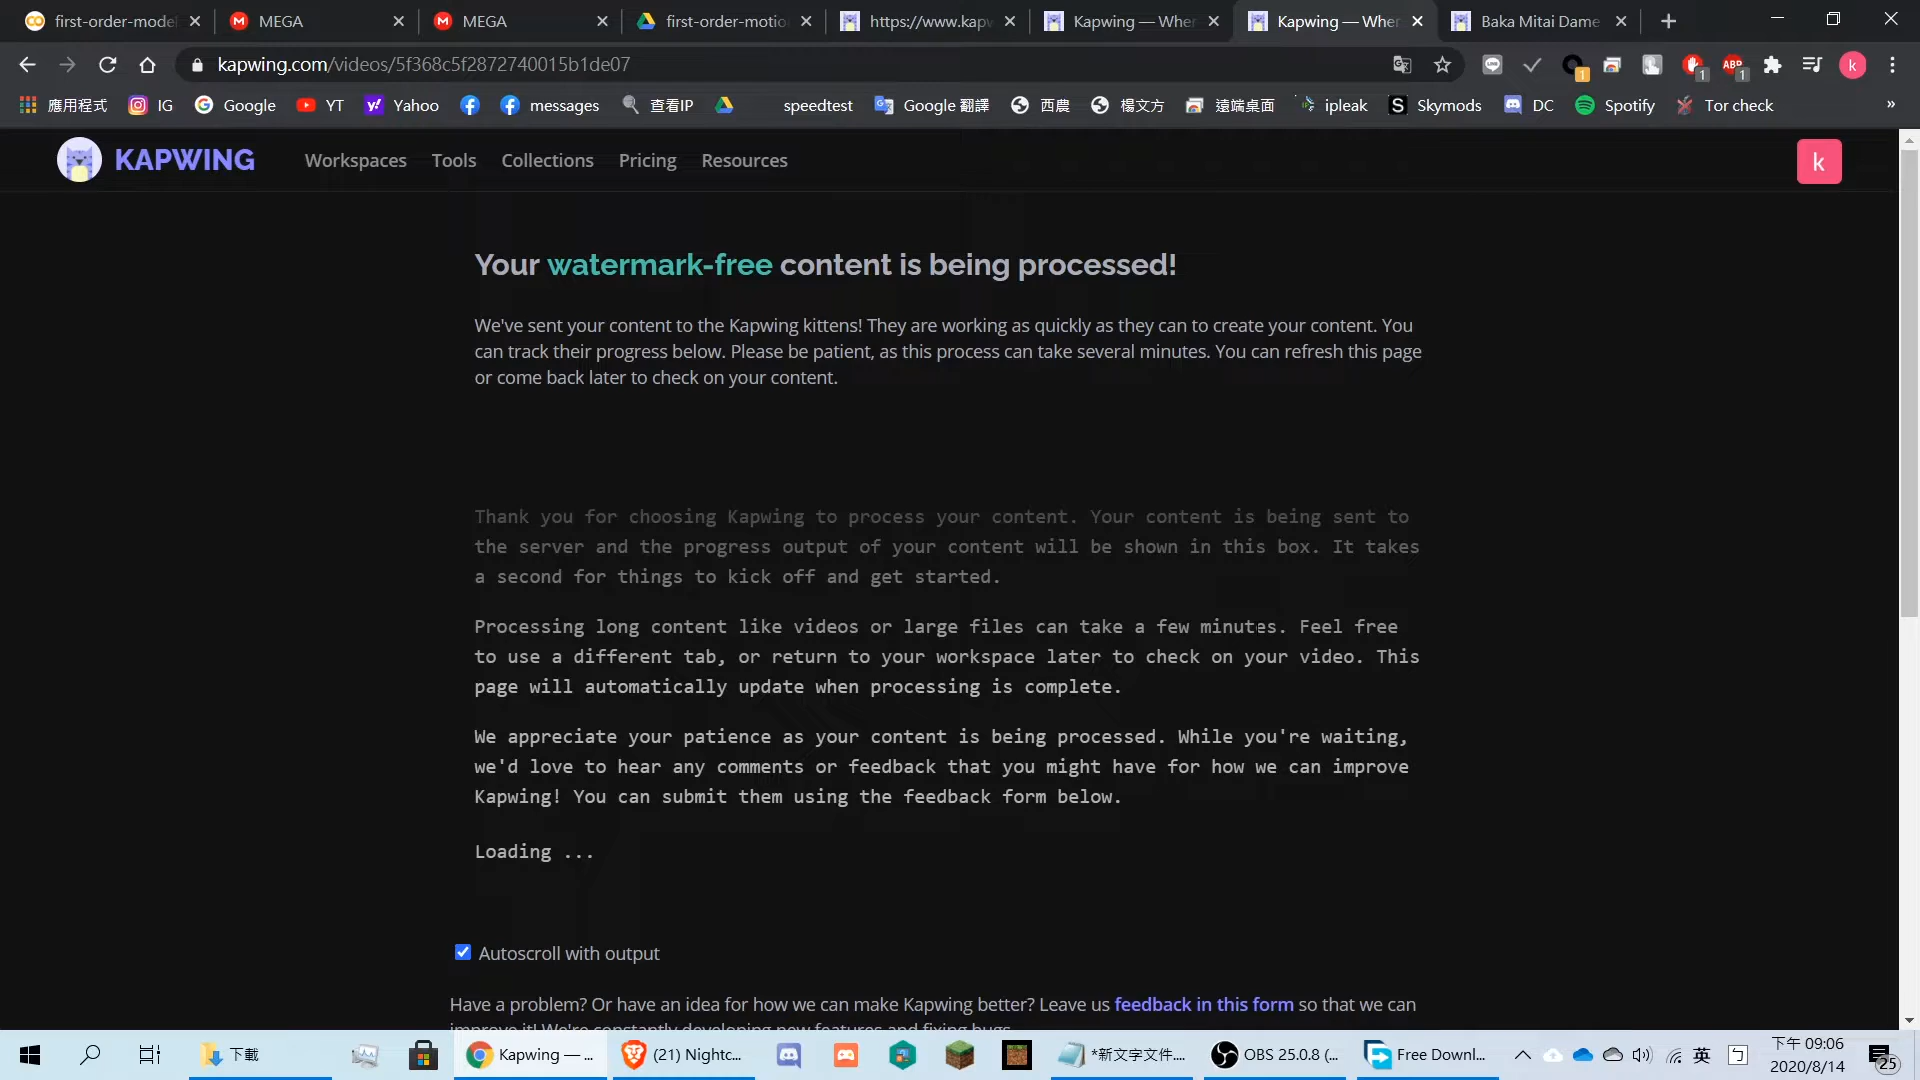 first-order-model
MEGA
MEGA
first-order-motio
https://www.kapw
Kapwing — Wher
Kapwing — Wher
Baka Mitai Dame
kapwing.com/videos/5f368c5f2872740015b1de07
1
1
ABP
1
k
應用程式
IG
Google
YT
Yahoo
messages
查看IP
speedtest
Google 翻譯
西農
楊文方
遠端桌面
ipleak
Skymods
DC
Spotify
Tor check
»
KAPWING
Workspaces
Tools
Collections
Pricing
Resources
k
Your watermark-free content is being processed!
We've sent your content to the Kapwing kittens! They are working as quickly as they can to create your content. You
can track their progress below. Please be patient, as this process can take several minutes. You can refresh this page
or come back later to check on your content.
Thank you for choosing Kapwing to process your content. Your content is being sent to
the server and the progress output of your content will be shown in this box. It takes
a second for things to kick off and get started.
Processing long content like videos or large files can take a few minutes. Feel free
to use a different tab, or return to your workspace later to check on your video. This
page will automatically update when processing is complete.
We appreciate your patience as your content is being processed. While you're waiting,
we'd love to hear any comments or feedback that you might have for how we can improve
Kapwing! You can submit them using the feedback form below.
Loading ...
Autoscroll with output
Have a problem? Or have an idea for how we can make Kapwing better? Leave us feedback in this form so that we can
improve it! We're constantly developing new features and fixing bugs.
下載
Kapwing — ...
(21) Nightc...
*新文字文件....
OBS 25.0.8 (...
Free Downl...
英
下午 09:06
2020/8/14
25